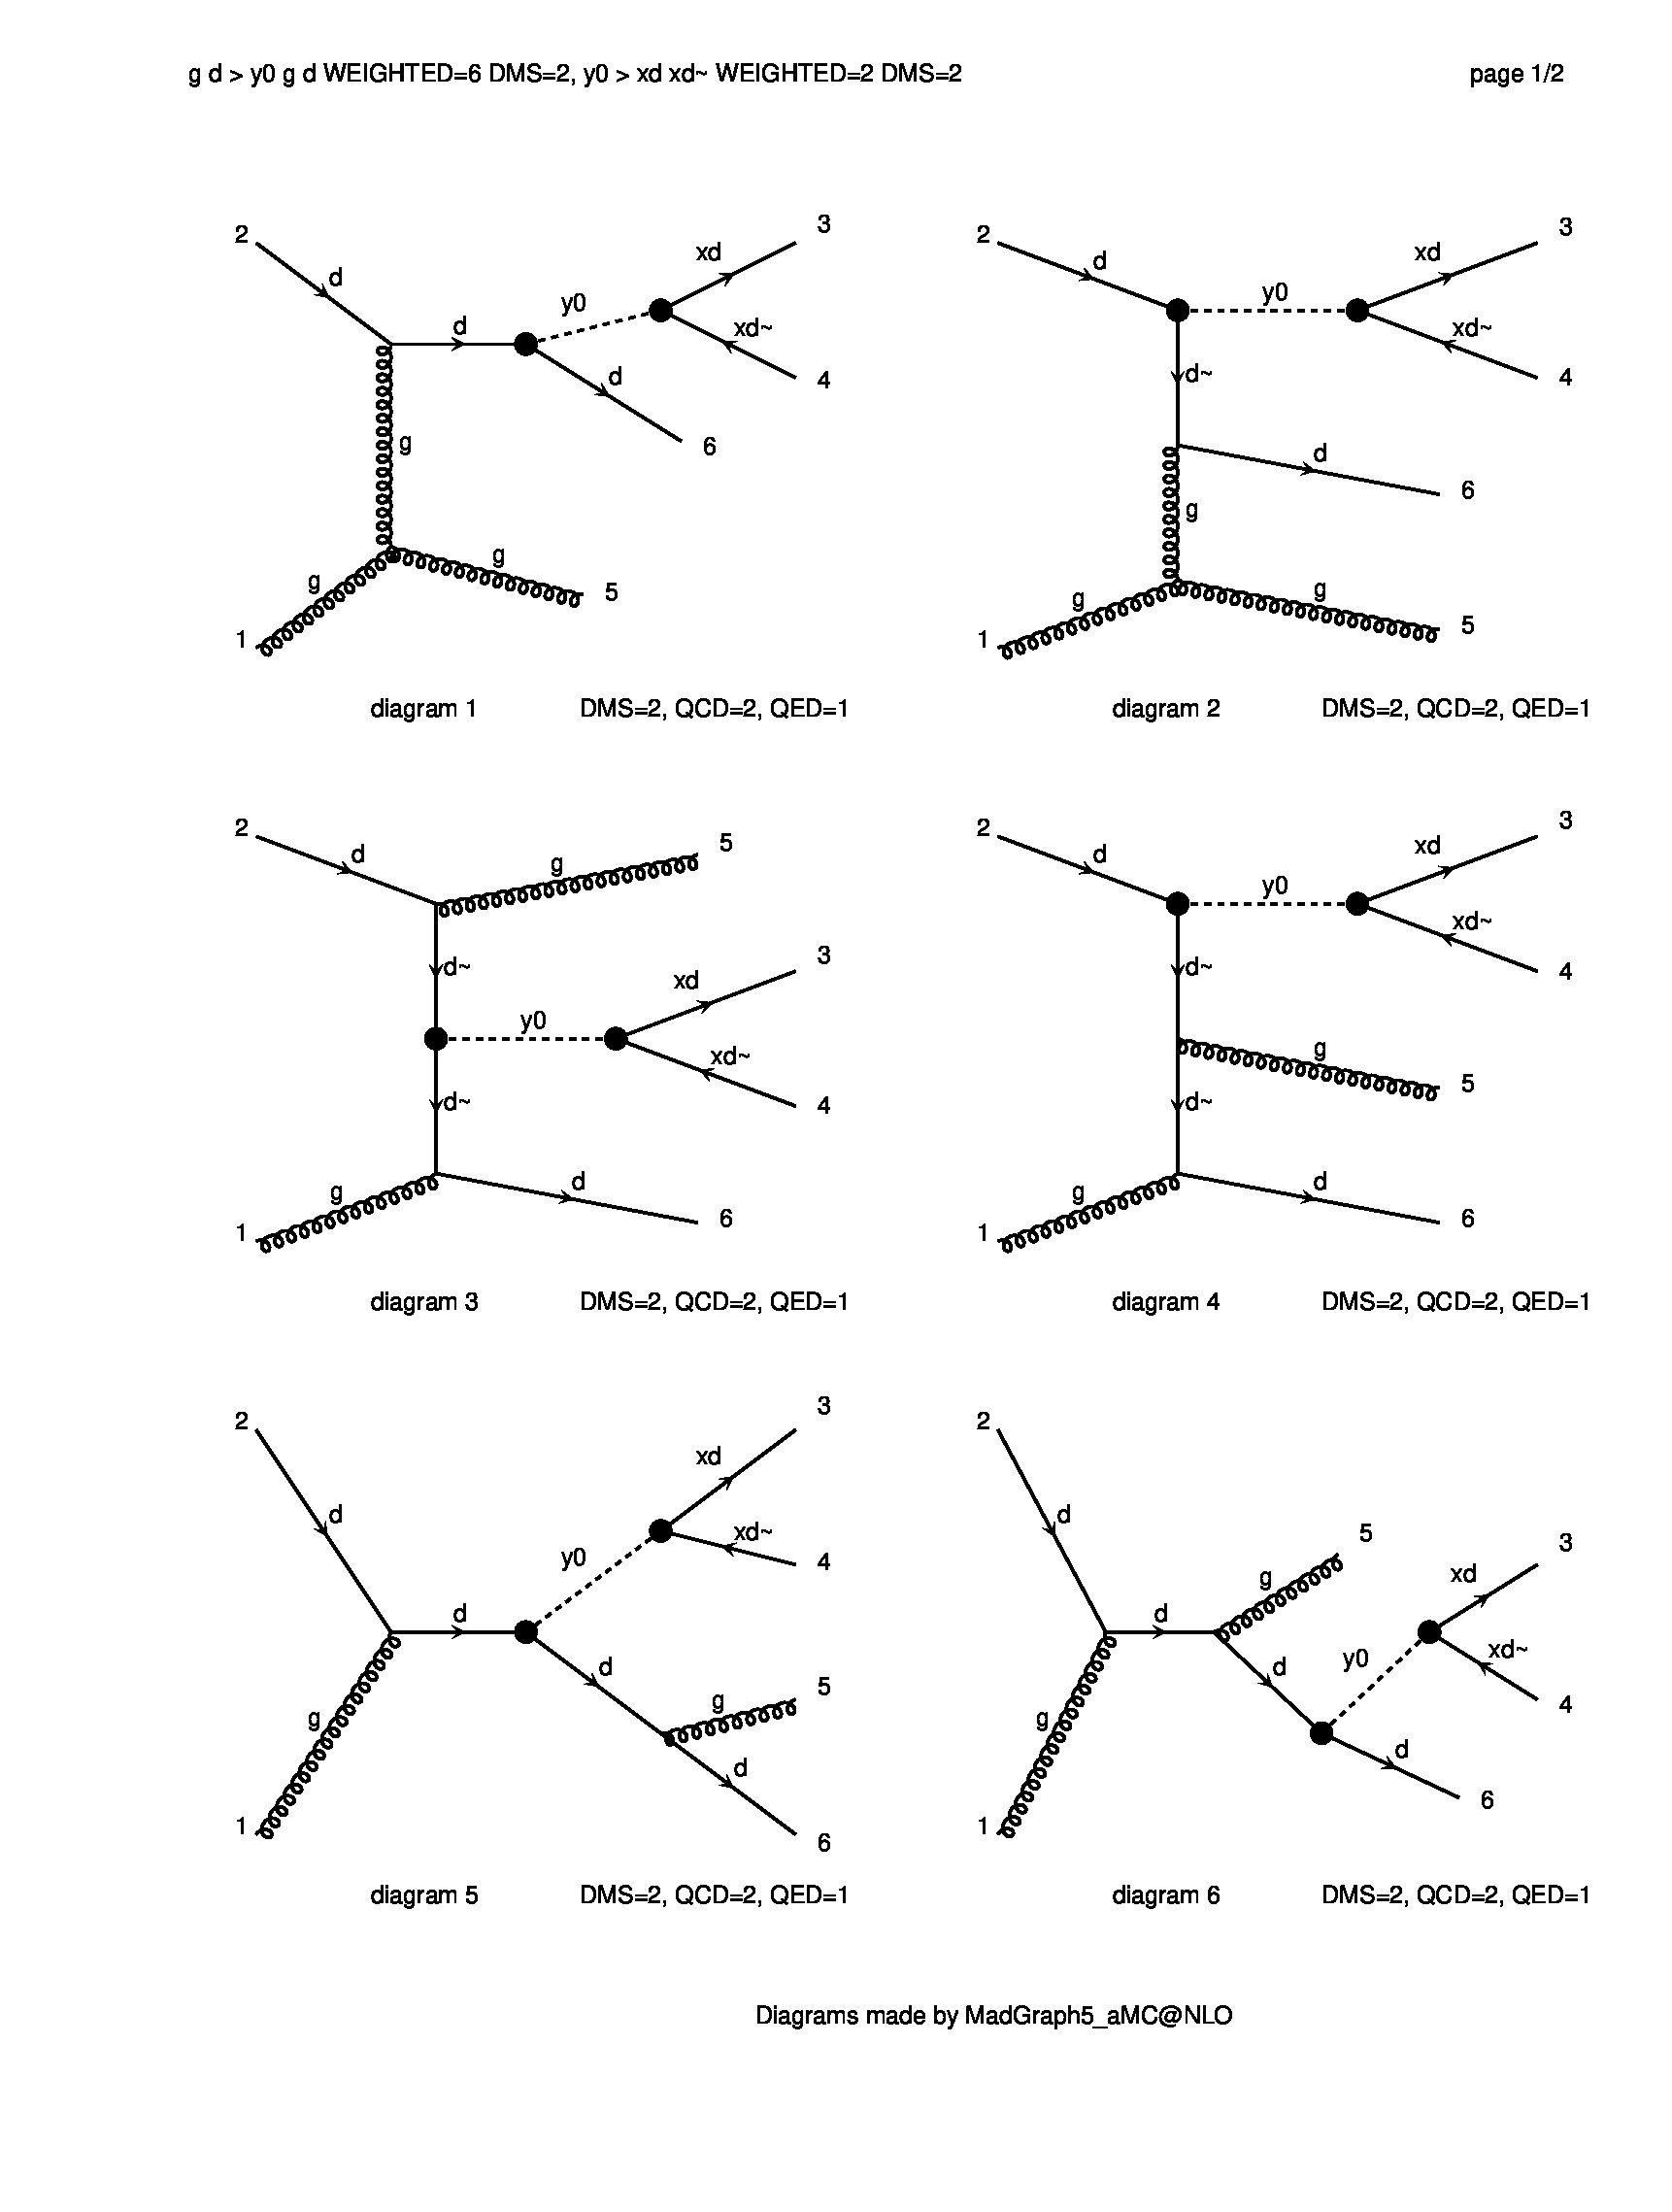 g d > y0 g d WEIGHTED=6 DMS=2, y0 > xd xd~ WEIGHTED=2 DMS=2 page 1/2
2 d d y0 xd 3
xd~ 4
d 6
g
g g 5
1
diagram 1 DMS=2, QCD=2, QED=1
2 d y0 xd 3
xd~ 4
d~
d 6
g
g g 5
1
diagram 2 DMS=2, QCD=2, QED=1
2 d g 5
d~
y0 xd 3
xd~ 4
d~
g d 6
1
diagram 3 DMS=2, QCD=2, QED=1
2 d y0 xd 3
xd~ 4
d~
g 5
d~
g d 6
1
diagram 4 DMS=2, QCD=2, QED=1
2 d d y0 xd 3
xd~ 4
d
g 5
g d 6
1
diagram 5 DMS=2, QCD=2, QED=1
2 d d g 5
xd 3
d y0 xd~ 4
g d 6
1
diagram 6 DMS=2, QCD=2, QED=1
Diagrams made by MadGraph5_aMC@NLO